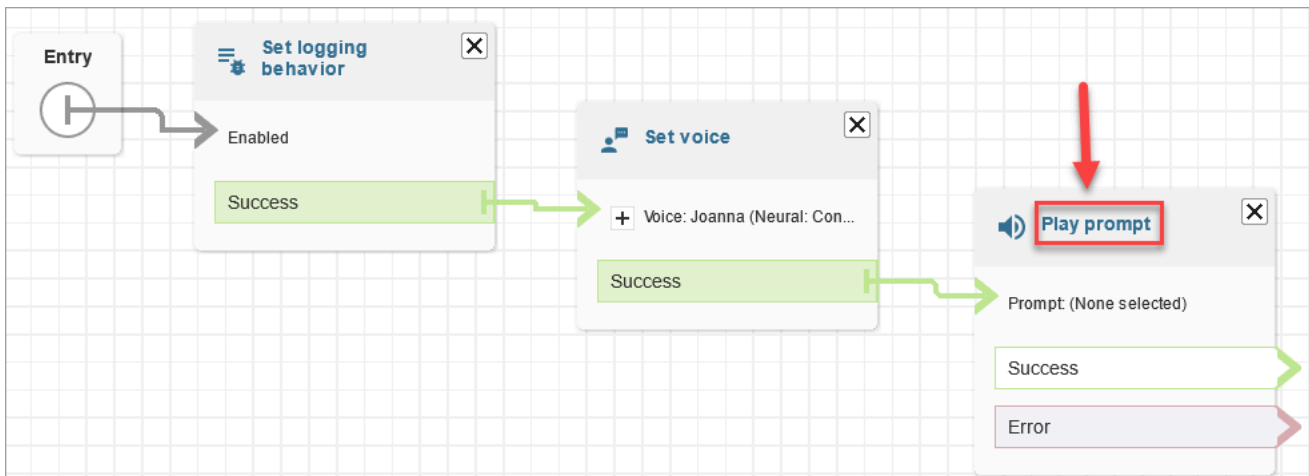 Entry
Set logging
behavior
Enabled
Success
Set voice
Voice: Joanna (Neural: Con...
Success
Play prompt
Prompt: (None selected)
Success
Error